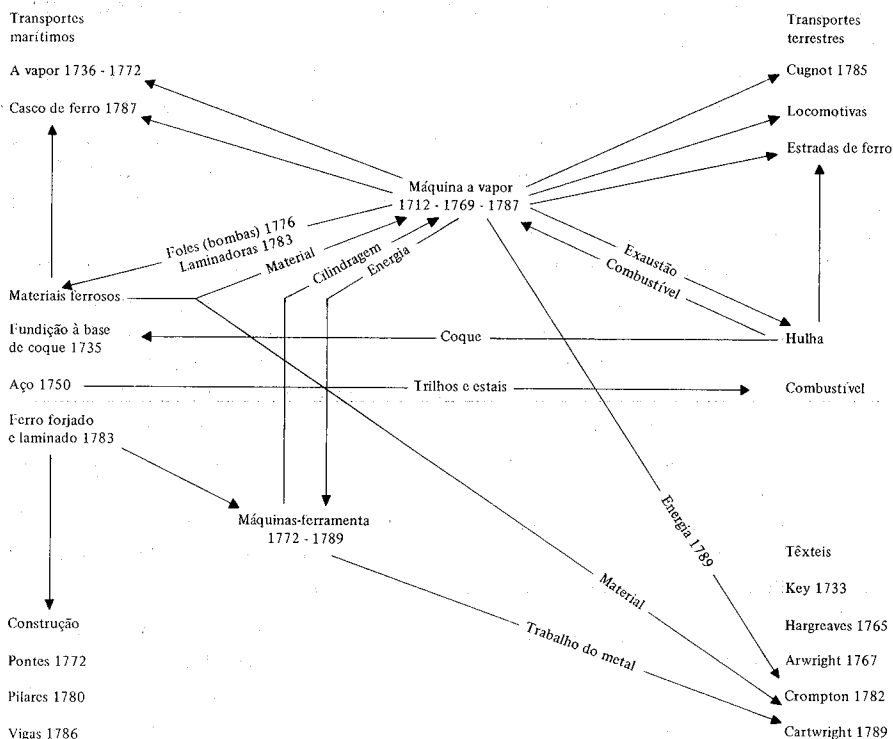 Transportes
marítimos
A vapor 1736 - 1772
Casco de ferro 1787
Transportes
terrestres
Cugnot 1785
Locomotivas
Estradas de ferro
Máquina a vapor
1712 - 1769 - 1787
Foles (bombas) 1776
Laminadoras 1783
Material
Cilindragem
Energia
Exaustão
Combustível
Materiais ferrosos
Fundição à base
de coque 1735
Coque
Hulha
Aço 1750
Trilhos e estais
Combustível
Ferro forjado
e laminado 1783
Máquinas-ferramenta
1772 - 1789
Energia 1789
Material
Trabalho do metal
Construção
Pontes 1772
Pilares 1780
Vigas 1786
Têxteis
Key 1733
Hargreaves 1765
Arwright 1767
Crompton 1782
Cartwright 1789